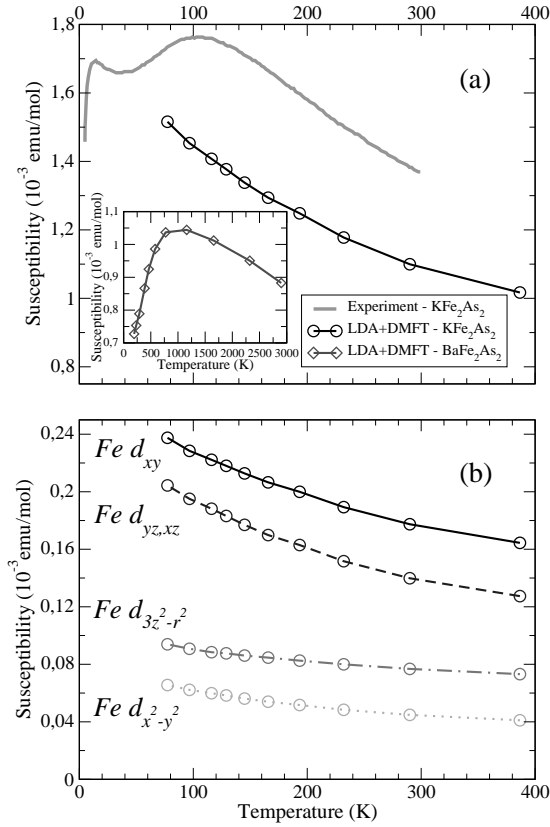 0 100 200 300 400
1,8
1,6
1,4
1,2
1
0,8
Susceptibility (10⁻³ emu/mol)
(a)
1,1
1
0,9
0,8
0,7
Susceptibility (10⁻³ emu/mol)
0 500 1000 1500 2000 2500 3000
Temperature (K)
Experiment - KFe₂As₂
LDA+DMFT - KFe₂As₂
LDA+DMFT - BaFe₂As₂
0,24
0,2
0,16
0,12
0,08
0,04
0
Susceptibility (10⁻³emu/mol)
(b)
Fe d_xy
Fe d_yz,xz
Fe d_3z²-r²
Fe d_x²-y²
0 100 200 300 400
Temperature (K)